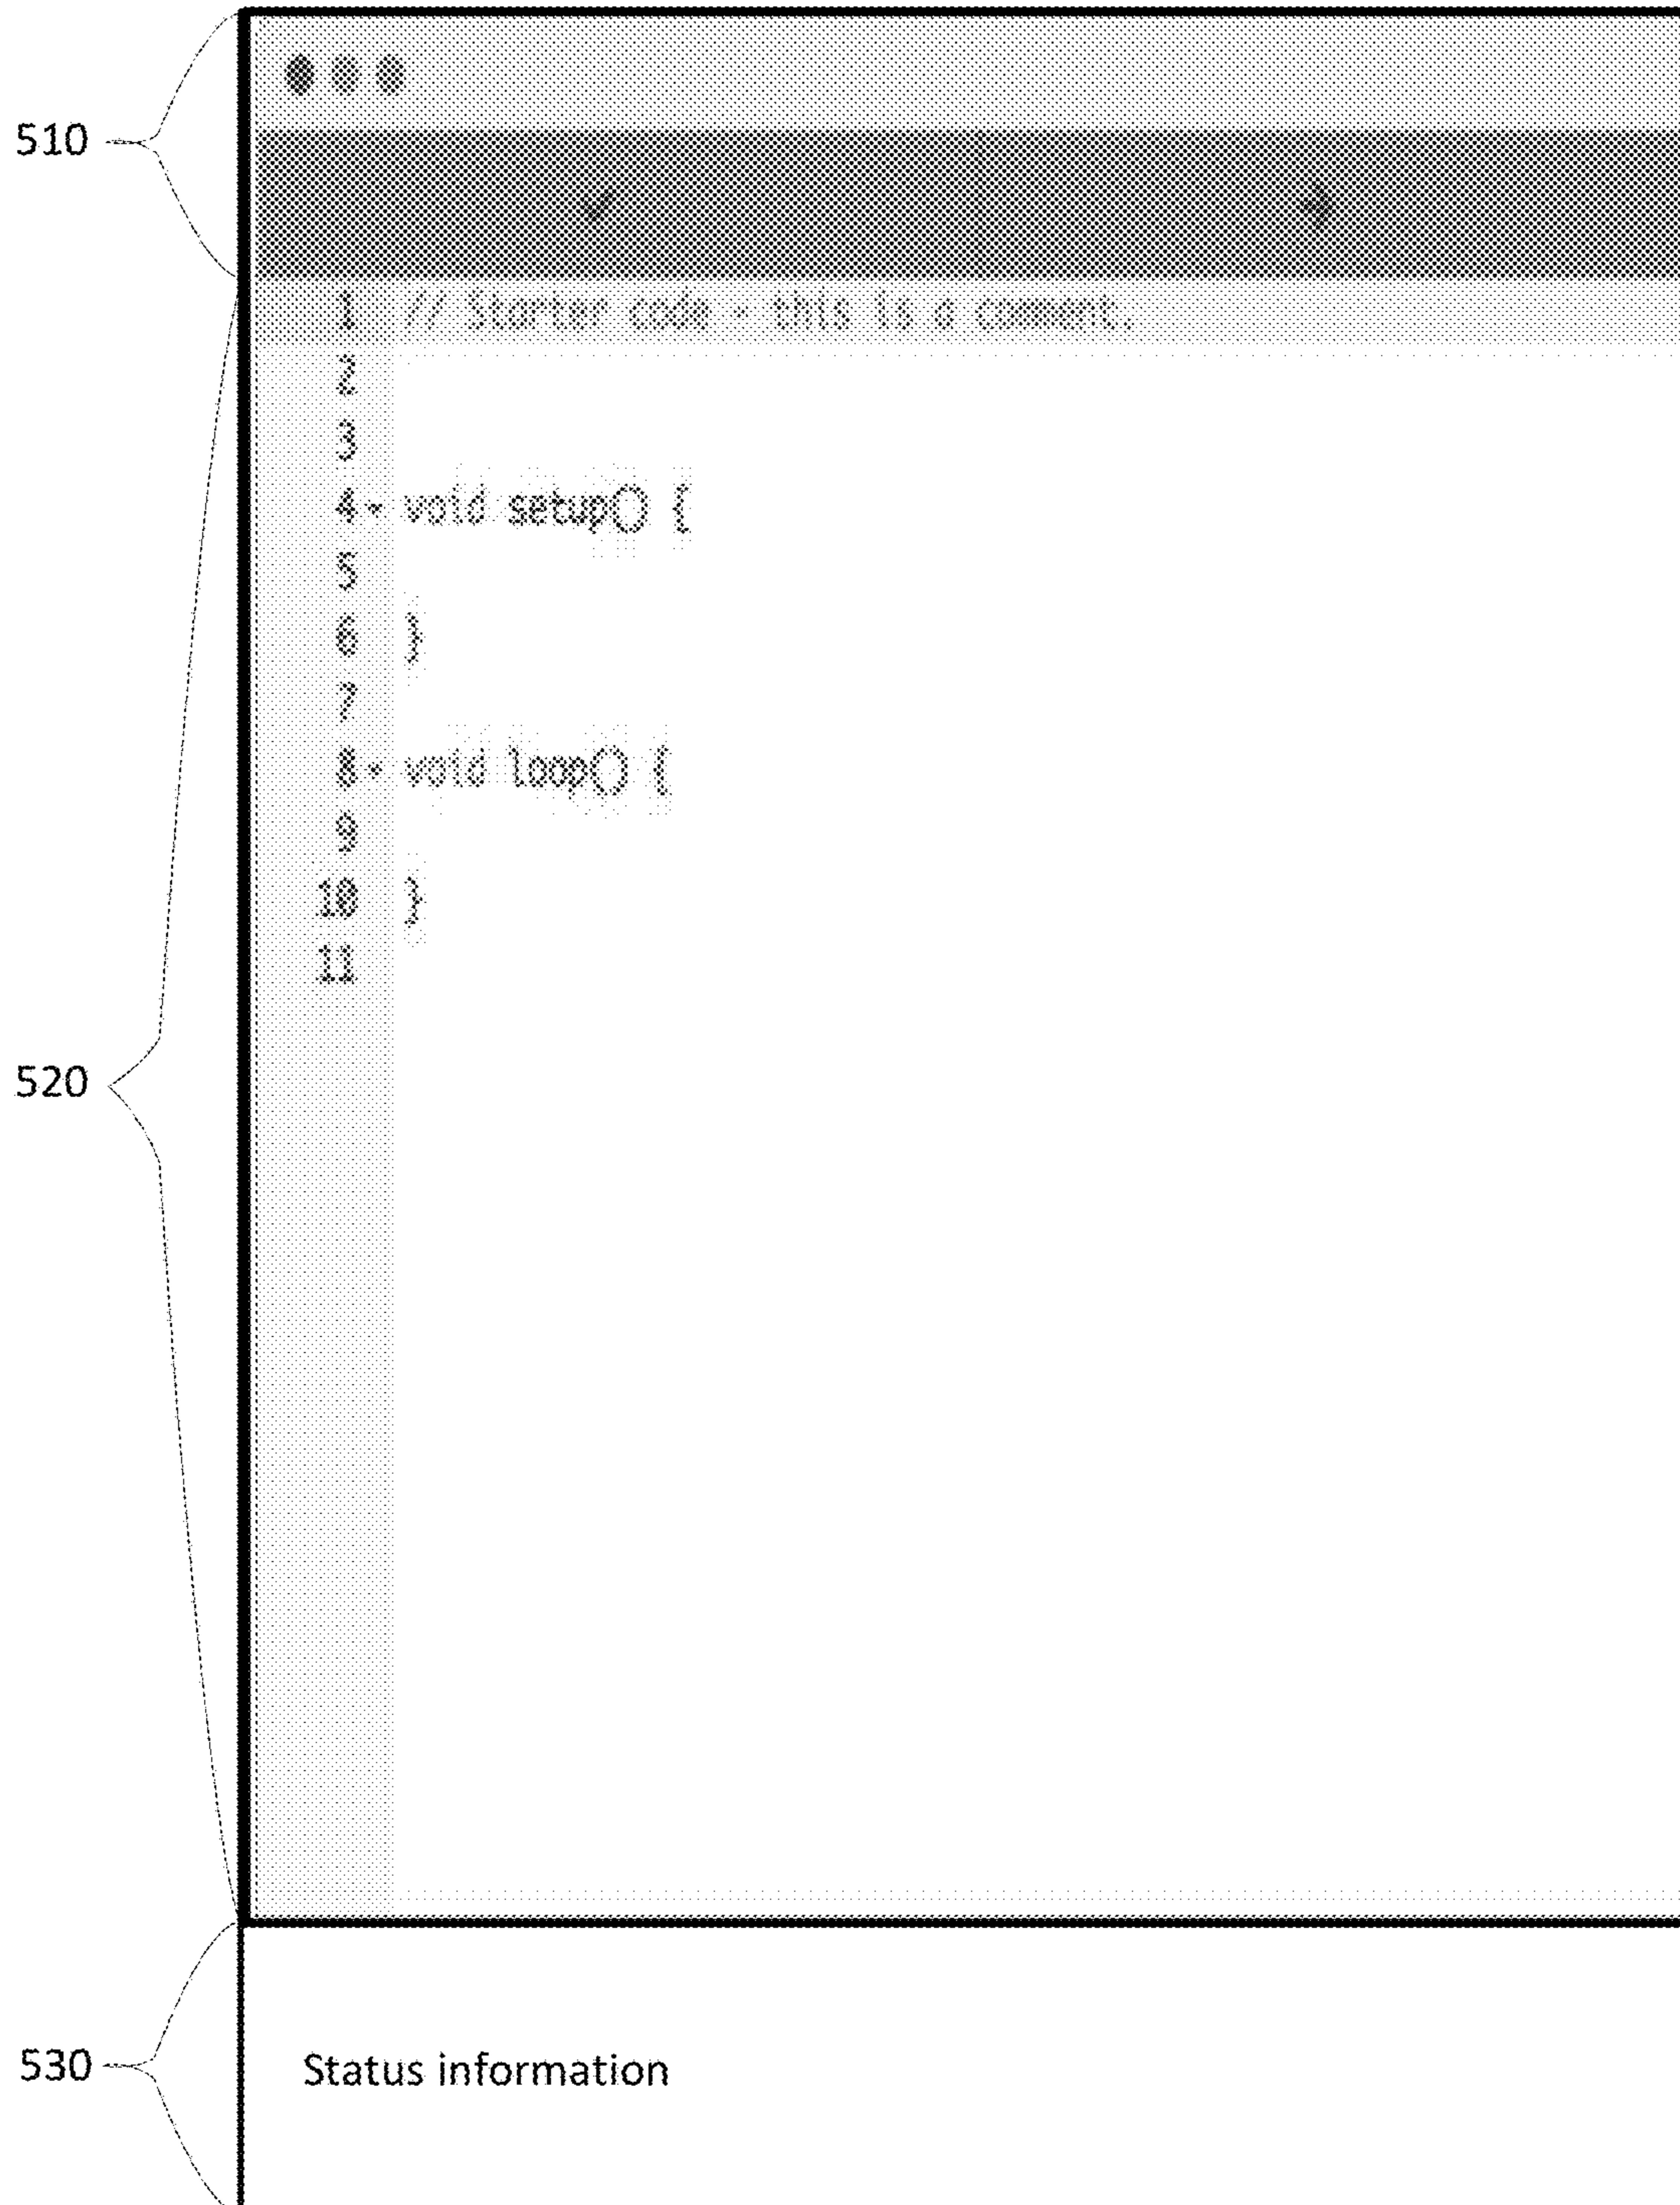 510
1 // Starter code - this is a comment.
2
3
4 void setup() {
5
6 }
7
8 void loop() {
9
10 }
11
520
530
Status information